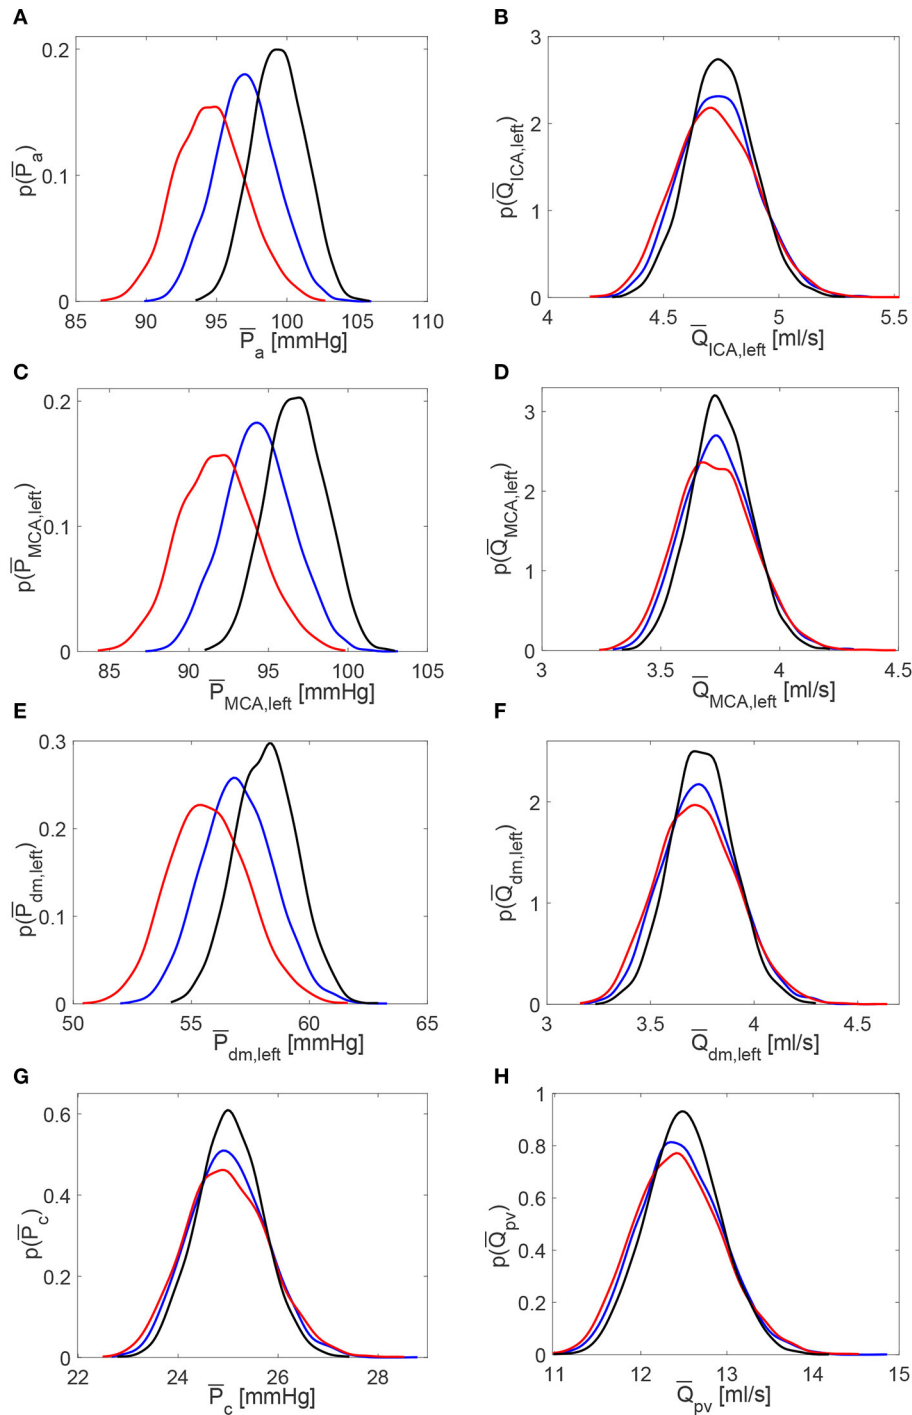 A
B
0.2
0.1
0
p(P̅a)
85 90 95 100 105 110
P̅a [mmHg]
3
2
1
0
p(Q̅ICA,left)
4 4.5 5 5.5
Q̅ICA,left [ml/s]
C
D
0.2
0.1
0
p(P̅MCA,left)
85 90 95 100 105
P̅MCA,left [mmHg]
3
2
1
0
p(Q̅MCA,left)
3 3.5 4 4.5
Q̅MCA,left [ml/s]
E
F
0.3
0.2
0.1
0
p(P̅dm,left)
50 55 60 65
P̅dm,left [mmHg]
2
1
0
p(Q̅dm,left)
3 3.5 4 4.5
Q̅dm,left [ml/s]
G
H
0.6
0.4
0.2
0
p(P̅c)
22 24 26 28
P̅c [mmHg]
1
0.8
0.6
0.4
0.2
0
p(Q̅pv)
11 12 13 14 15
Q̅pv [ml/s]